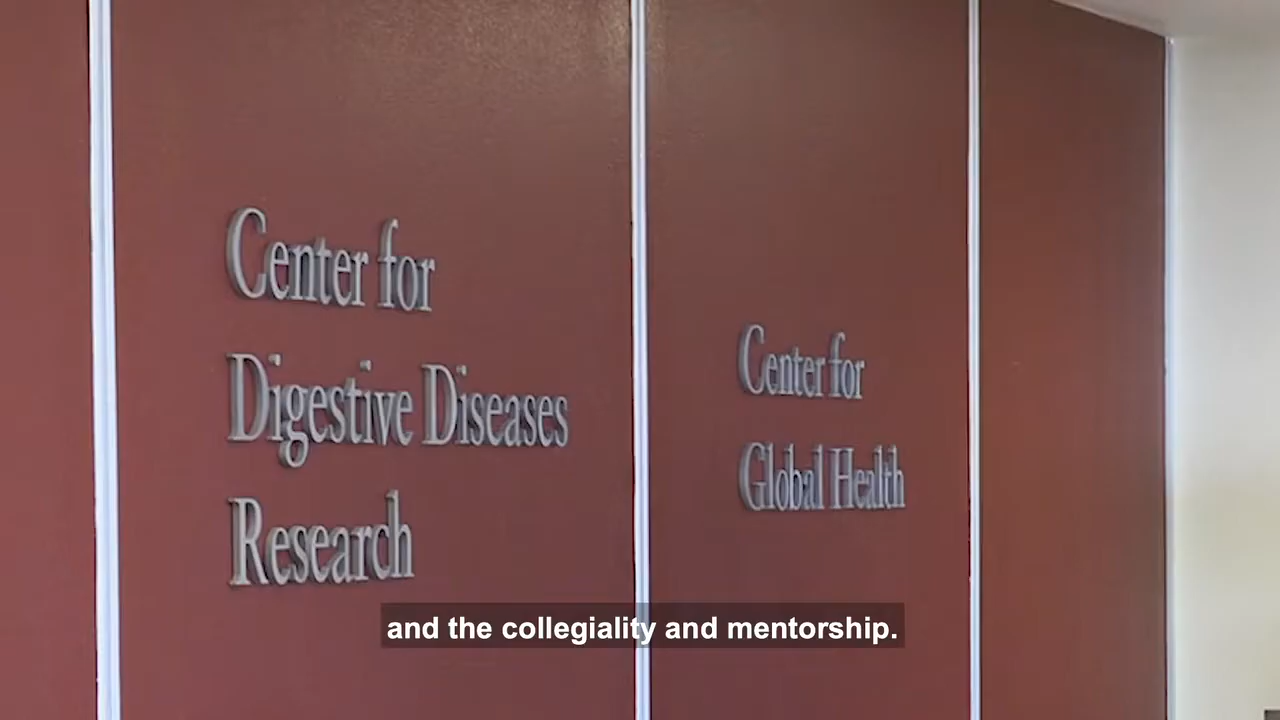 Center for
Digestive Diseases
Research
Center for
Global Health
and the collegiality and mentorship.